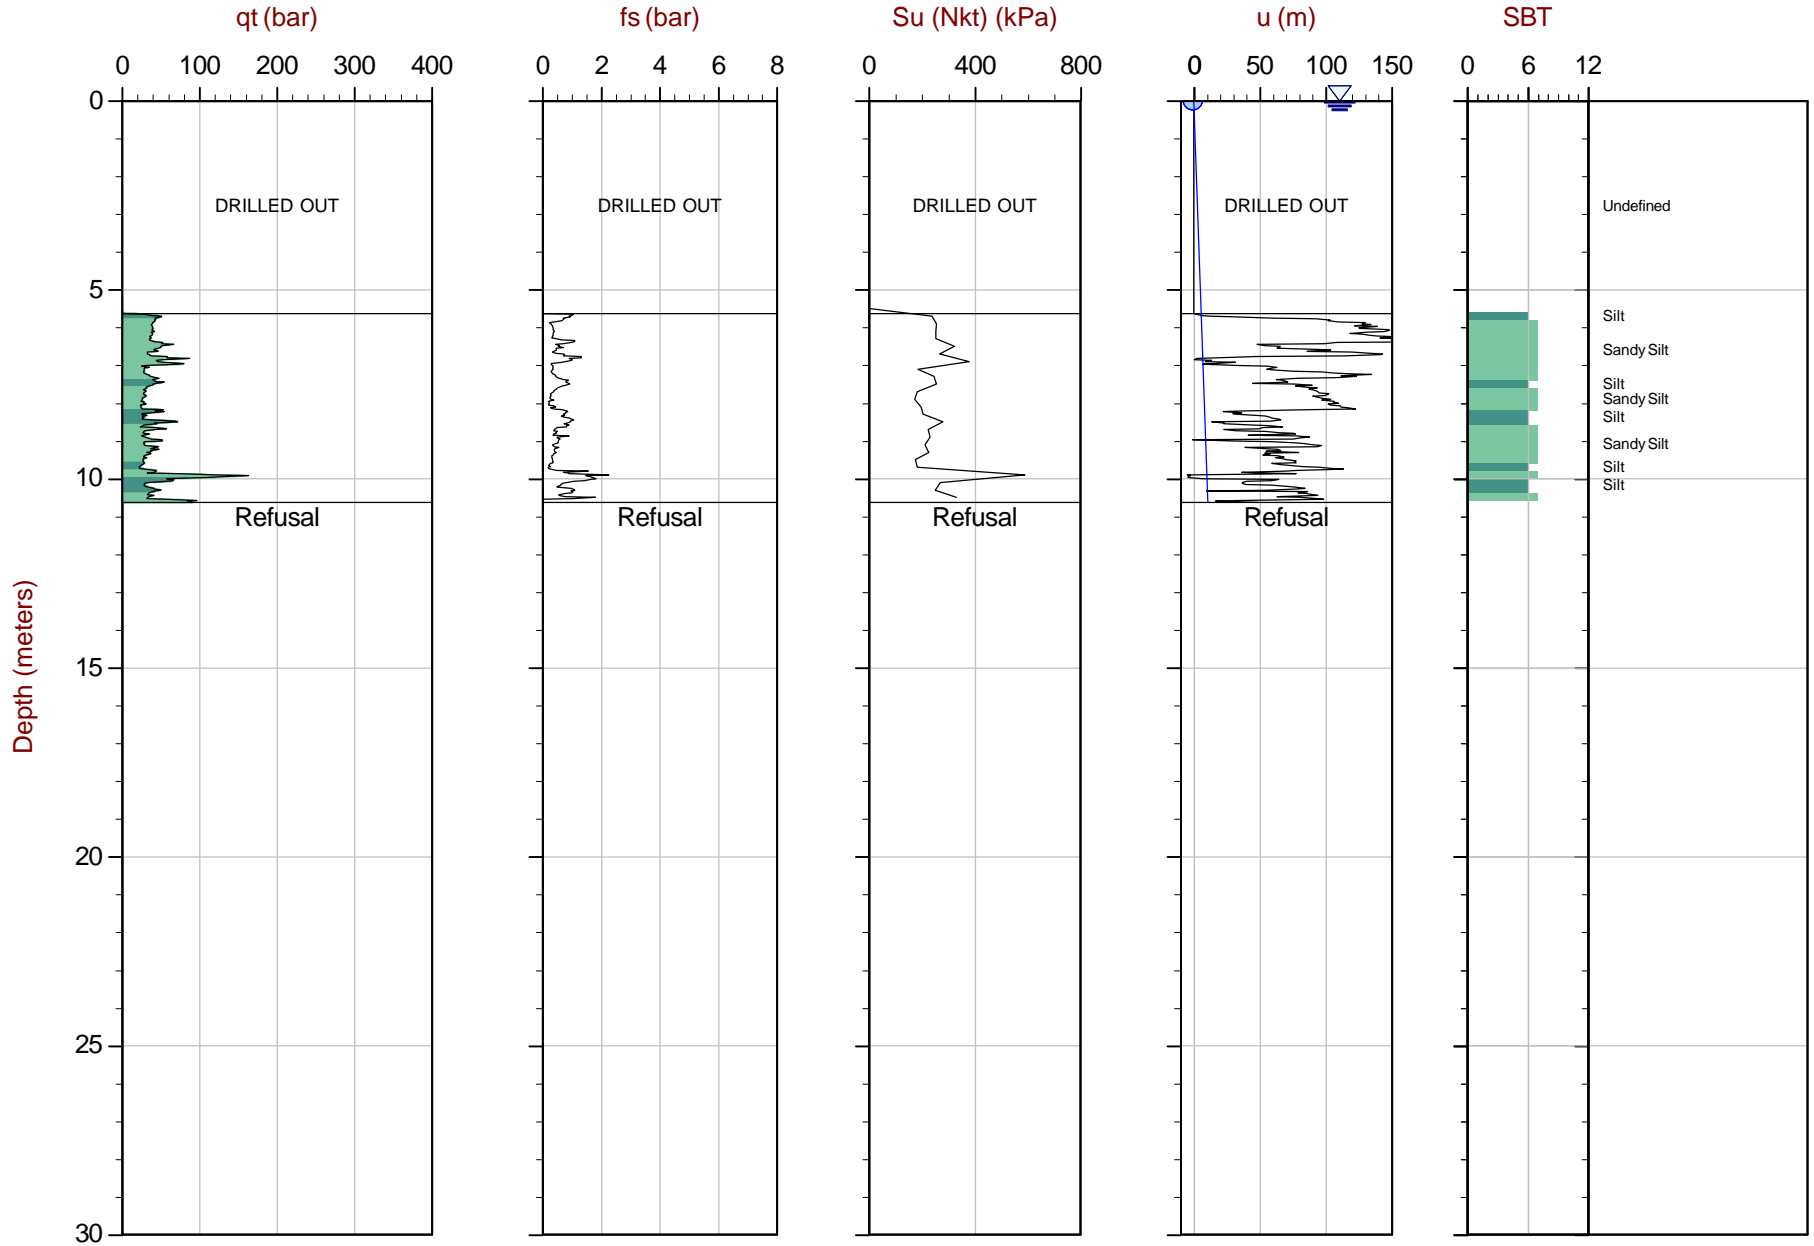 qt (bar) fs (bar) Su (Nkt) (kPa) u (m) SBT
0 100 200 300 400 0 2 4 6 8 0 400 800 0 50 100 150 0 6 12
0
DRILLED OUT DRILLED OUT DRILLED OUT DRILLED OUT Undefined
5
Silt
Sandy Silt
Silt
Sandy Silt
Silt
Sandy Silt
Silt
10
Silt
Refusal Refusal Refusal Refusal
Depth (meters)
15
20
25
30